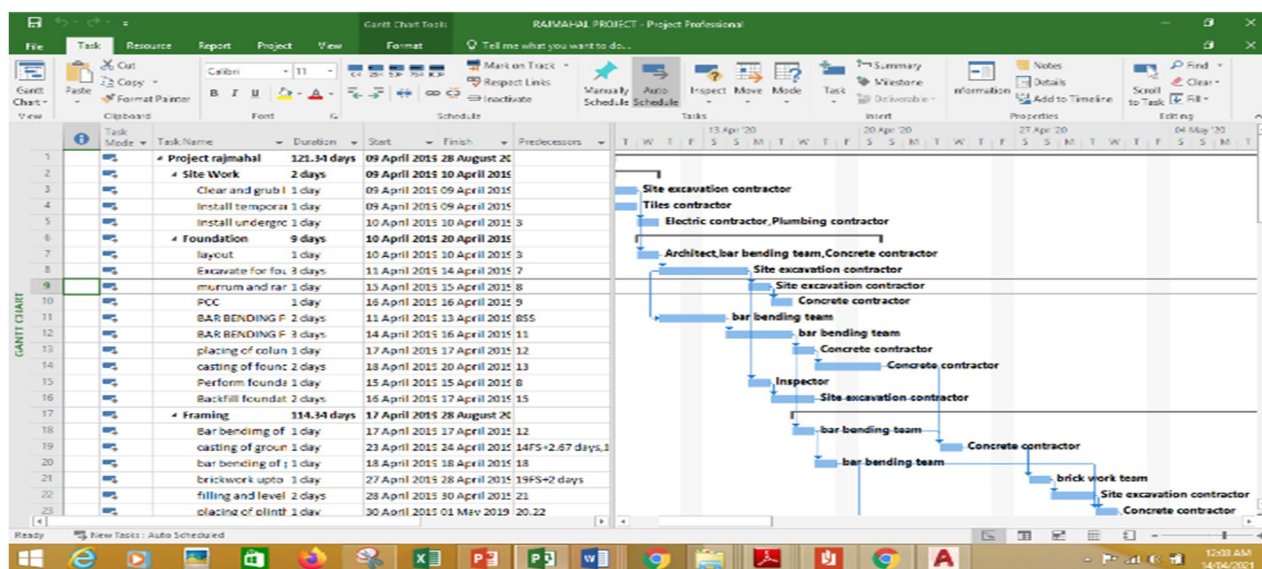 Gantt Chart Tools RAJMAHAL PROJECT - Project Professional
File Task Resource Report Project View Format Tell me what you want to do...
Cut Calibri 11 Mark on Track Summary Notes Find
Gantt Chart Paste Copy Respect Links Manually Schedule Auto Schedule Inspect Move Mode Task Milestone Details Scroll to Task Clear
Format Painter B I U A Inactivate Deliverable Add to Timeline Fill
View Clipboard Font Schedule Tasks Insert Properties Editing
Task Mode Task Name Duration Start Finish Predecessors 13 Apr '20 20 Apr '20 27 Apr '20 04 May '20
T W T F S S M T W T F S S M T W T F S S M T W T F S S M T
1 Project rajmahal 121.34 days 09 April 2019 28 August 20
2 Site Work 2 days 09 April 2019 10 April 2019
3 Clear and grub 1 day 09 April 2019 09 April 2019 Site excavation contractor
4 Install tempora 1 day 09 April 2019 09 April 2019 Tiles contractor
5 Install undergrc 1 day 10 April 2019 10 April 2019 3 Electric contractor,Plumbing contractor
6 Foundation 9 days 10 April 2019 20 April 2019
7 layout 1 day 10 April 2019 10 April 2019 3 Architect,bar bending team,Concrete contractor
8 Excavate for fou 3 days 11 April 2019 14 April 2019 7 Site excavation contractor
9 murrum and rar 1 day 15 April 2019 15 April 2019 8 Site excavation contractor
10 PCC 1 day 16 April 2019 16 April 2019 9 Concrete contractor
11 BAR BENDING F 2 days 11 April 2019 13 April 2019 8SS bar bending team
12 BAR BENDING F 3 days 14 April 2019 16 April 2019 11 bar bending team
13 placing of colun 1 day 17 April 2019 17 April 2019 12 Concrete contractor
14 casting of founc 2 days 18 April 2019 20 April 2019 13 Concrete contractor
15 Perform founda 1 day 15 April 2019 15 April 2019 8 Inspector
16 Backfill foundat 2 days 16 April 2019 17 April 2019 15 Site excavation contractor
17 Framing 114.34 days 17 April 2019 28 August 20
18 Bar bendimg of 1 day 17 April 2019 17 April 2019 12 bar bending team
19 casting of groun 1 day 23 April 2019 24 April 2019 14FS+2.67 days,1 Concrete contractor
20 bar bending of 1 day 18 April 2019 18 April 2019 18 bar bending team
21 brickwork upto 1 day 27 April 2019 28 April 2019 19FS+2 days brick work team
22 filling and level 2 days 28 April 2019 30 April 2019 21 Site excavation contractor
23 placing of plinth 1 day 30 April 2019 01 May 2019 20,22 Concrete contractor
GANTT CHART
Ready New Tasks : Auto Scheduled
12:08 AM
14/04/2021